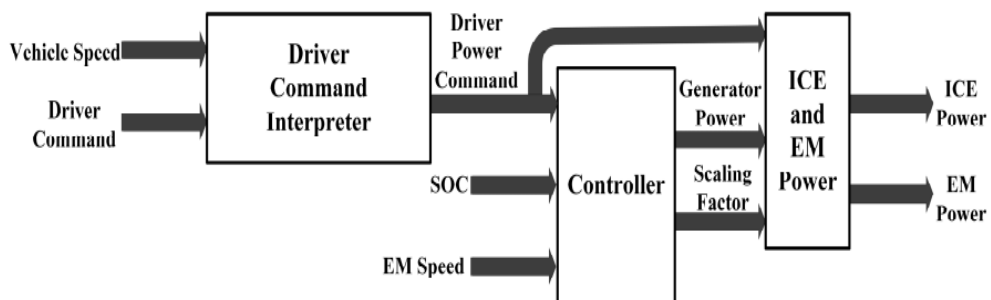 Vehicle Speed
Driver
Command
Driver
Command
Interpreter
Driver
Power
Command
SOC
EM Speed
Controller
Generator
Power
Scaling
Factor
ICE
and
EM
Power
ICE
Power
EM
Power